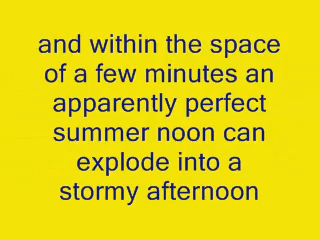 and within the space
of a few minutes an
apparently perfect
summer noon can
explode into a
stormy afternoon